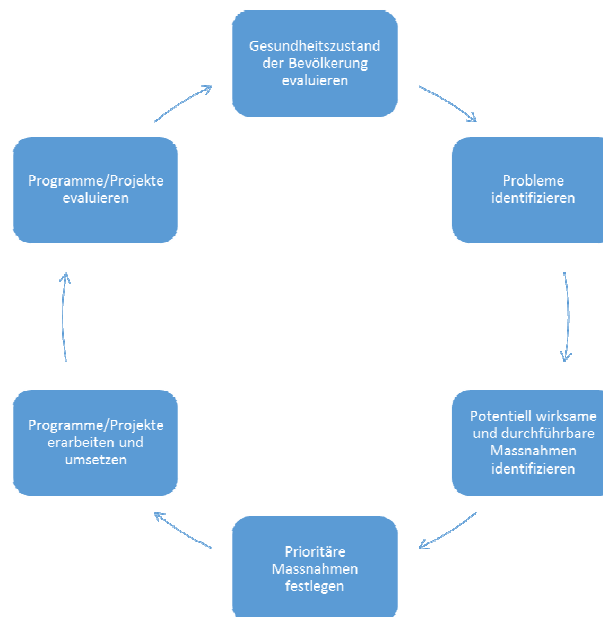 Gesundheitszustand
der Bevölkerung
evaluieren
Probleme
identifizieren
Potentiell wirksame
und durchführbare
Massnahmen
identifizieren
Prioritäre
Massnahmen
festlegen
Programme/Projekte
erarbeiten und
umsetzen
Programme/Projekte
evaluieren